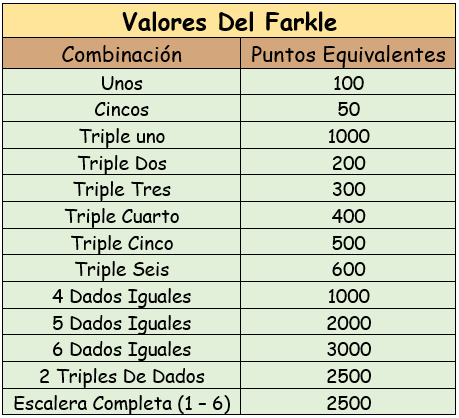 Valores Del Farkle
Combinación Puntos Equivalentes
Unos 100
Cincos 50
Triple uno 1000
Triple Dos 200
Triple Tres 300
Triple Cuarto 400
Triple Cinco 500
Triple Seis 600
4 Dados Iguales 1000
5 Dados Iguales 2000
6 Dados Iguales 3000
2 Triples De Dados 2500
Escalera Completa (1 – 6) 2500